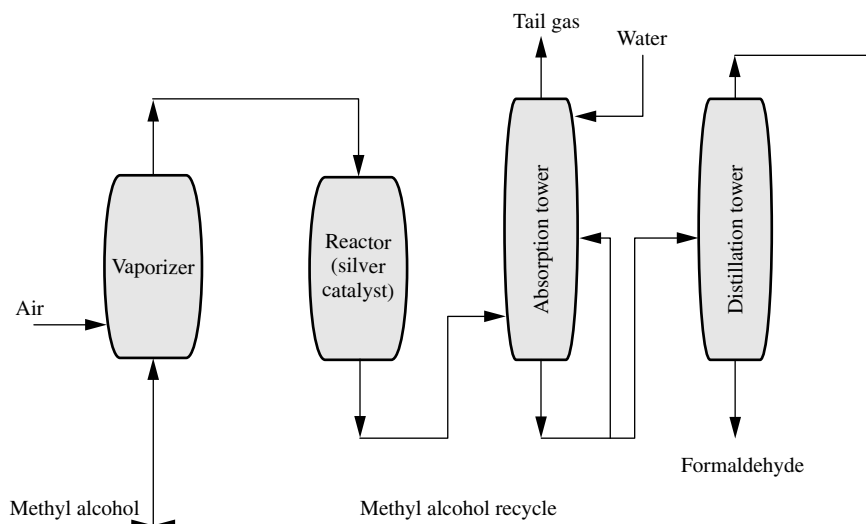 Tail gas
Water
Vaporizer
Reactor
(silver
catalyst)
Absorption tower
Distillation tower
Air
Formaldehyde
Methyl alcohol
Methyl alcohol recycle